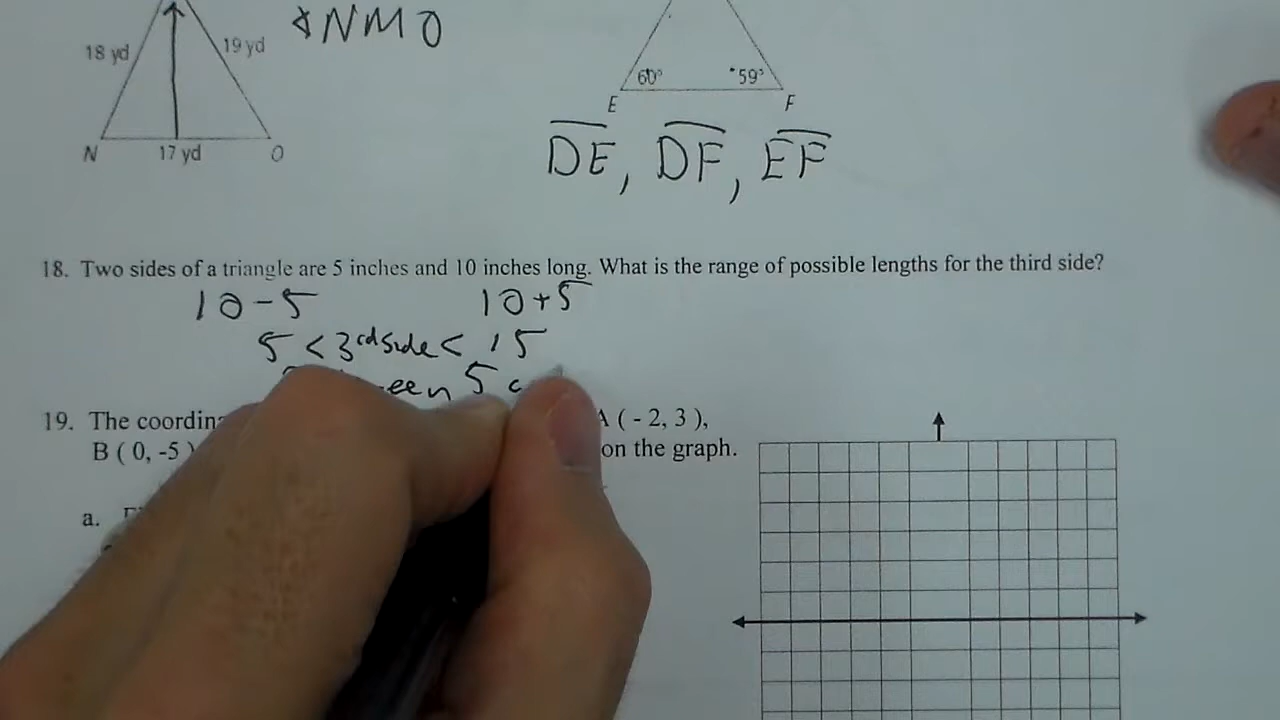 18 yd 19 yd ∡NMO
60° 59°
E F
N 17 yd O
DE, DF, EF
18. Two sides of a triangle are 5 inches and 10 inches long. What is the range of possible lengths for the third side?
10-5 10+5
5 < 3rd side < 15
5
19. The A (-2, 3),
B (0, -5) on the graph.
a.